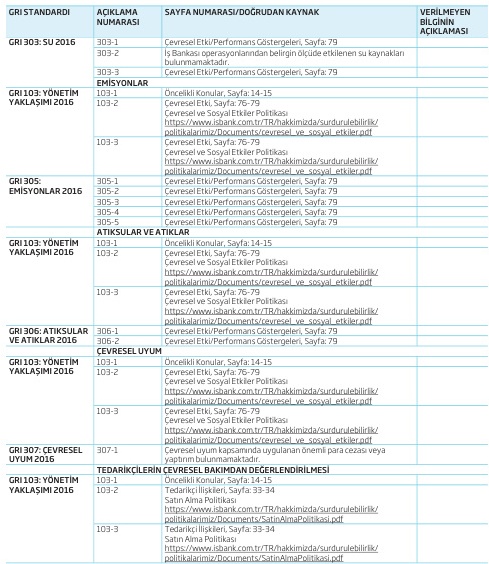 GRI STANDARDI AÇIKLAMA NUMARASI SAYFA NUMARASI/DOĞRUDAN KAYNAK VERİLMEYEN BİLGİNİN AÇIKLAMASI
GRI 303: SU 2016 303-1 Çevresel Etki/Performans Göstergeleri, Sayfa: 79
303-2 İş Bankası operasyonlarından belirgin ölçüde etkilenen su kaynakları
bulunmamaktadır.
303-3 Çevresel Etki/Performans Göstergeleri, Sayfa: 79
EMİSYONLAR
GRI 103: YÖNETİM YAKLAŞIMI 2016 103-1 Öncelikli Konular, Sayfa: 14-15
103-2 Çevresel Etki, Sayfa: 76-79
Çevresel ve Sosyal Etkiler Politikası
https://www.isbank.com.tr/TR/hakkimizda/surdurulebilirlik/
politikalarimiz/Documents/cevresel_ve_sosyal_etkiler.pdf
103-3 Çevresel Etki, Sayfa: 76-79
Çevresel ve Sosyal Etkiler Politikası
https://www.isbank.com.tr/TR/hakkimizda/surdurulebilirlik/
politikalarimiz/Documents/cevresel_ve_sosyal_etkiler.pdf
GRI 305: EMİSYONLAR 2016 305-1 Çevresel Etki/Performans Göstergeleri, Sayfa: 79
305-2 Çevresel Etki/Performans Göstergeleri, Sayfa: 79
305-3 Çevresel Etki/Performans Göstergeleri, Sayfa: 79
305-4 Çevresel Etki/Performans Göstergeleri, Sayfa: 79
305-5 Çevresel Etki/Performans Göstergeleri, Sayfa: 79
ATIKSULAR VE ATIKLAR
GRI 103: YÖNETİM YAKLAŞIMI 2016 103-1 Öncelikli Konular, Sayfa: 14-15
103-2 Çevresel Etki, Sayfa: 76-79
Çevresel ve Sosyal Etkiler Politikası
https://www.isbank.com.tr/TR/hakkimizda/surdurulebilirlik/
politikalarimiz/Documents/cevresel_ve_sosyal_etkiler.pdf
103-3 Çevresel Etki, Sayfa: 76-79
Çevresel ve Sosyal Etkiler Politikası
https://www.isbank.com.tr/TR/hakkimizda/surdurulebilirlik/
politikalarimiz/Documents/cevresel_ve_sosyal_etkiler.pdf
GRI 306: ATIKSULAR VE ATIKLAR 2016 306-1 Çevresel Etki/Performans Göstergeleri, Sayfa: 79
306-2 Çevresel Etki/Performans Göstergeleri, Sayfa: 79
ÇEVRESEL UYUM
GRI 103: YÖNETİM YAKLAŞIMI 2016 103-1 Öncelikli Konular, Sayfa: 14-15
103-2 Çevresel Etki, Sayfa: 76-79
Çevresel ve Sosyal Etkiler Politikası
https://www.isbank.com.tr/TR/hakkimizda/surdurulebilirlik/
politikalarimiz/Documents/cevresel_ve_sosyal_etkiler.pdf
103-3 Çevresel Etki, Sayfa: 76-79
Çevresel ve Sosyal Etkiler Politikası
https://www.isbank.com.tr/TR/hakkimizda/surdurulebilirlik/
politikalarimiz/Documents/cevresel_ve_sosyal_etkiler.pdf
GRI 307: ÇEVRESEL UYUM 2016 307-1 Çevresel uyum kapsamında uygulanan önemli para cezası veya
yaptırım bulunmamaktadır.
TEDARİKÇİLERİN ÇEVRESEL BAKIMDAN DEĞERLENDİRİLMESİ
GRI 103: YÖNETİM YAKLAŞIMI 2016 103-1 Öncelikli Konular, Sayfa: 14-15
103-2 Tedarikçi İlişkileri, Sayfa: 33-34
Satın Alma Politikası
https://www.isbank.com.tr/TR/hakkimizda/surdurulebilirlik/
politikalarimiz/Documents/SatinAlmaPolitikasi.pdf
103-3 Tedarikçi İlişkileri, Sayfa: 33-34
Satın Alma Politikası
https://www.isbank.com.tr/TR/hakkimizda/surdurulebilirlik/
politikalarimiz/Documents/SatinAlmaPolitikasi.pdf